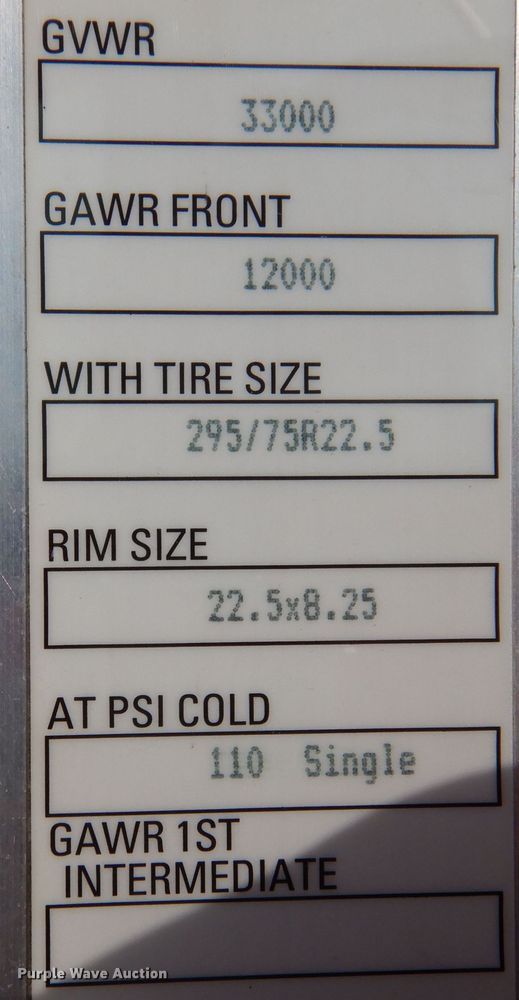 GVWR
33000
GAWR FRONT
12000
WITH TIRE SIZE
295/75R22.5
RIM SIZE
22.5x8.25
AT PSI COLD
110 Single
GAWR 1ST
INTERMEDIATE
Purple Wave Auction